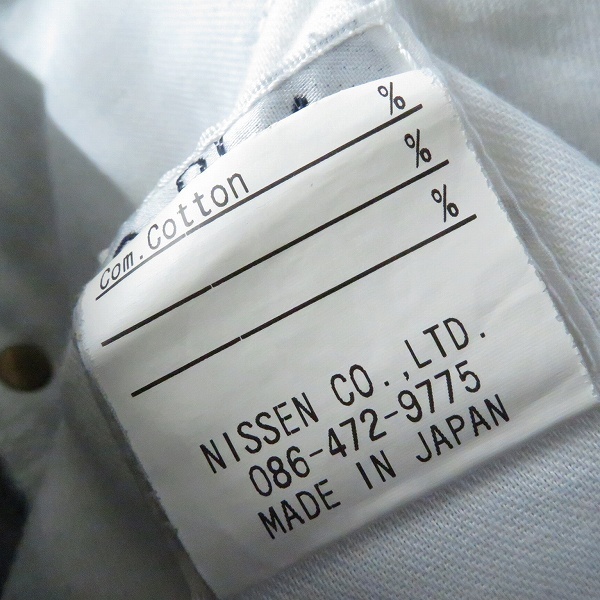 Com.Cotton %
%
%
NISSEN CO.,LTD.
086-472-9775
MADE IN JAPAN